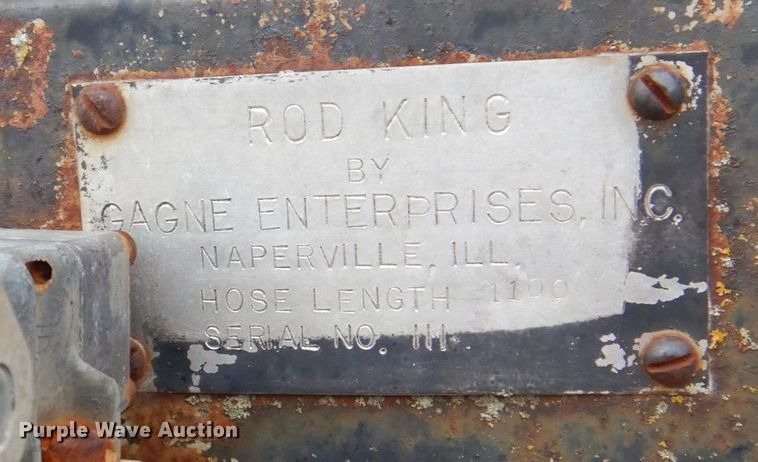 ROD KING
BY
GAGNE ENTERPRISES, INC.
NAPERVILLE, ILL.
HOSE LENGTH 1100
SERIAL NO. 111
Purple Wave Auction